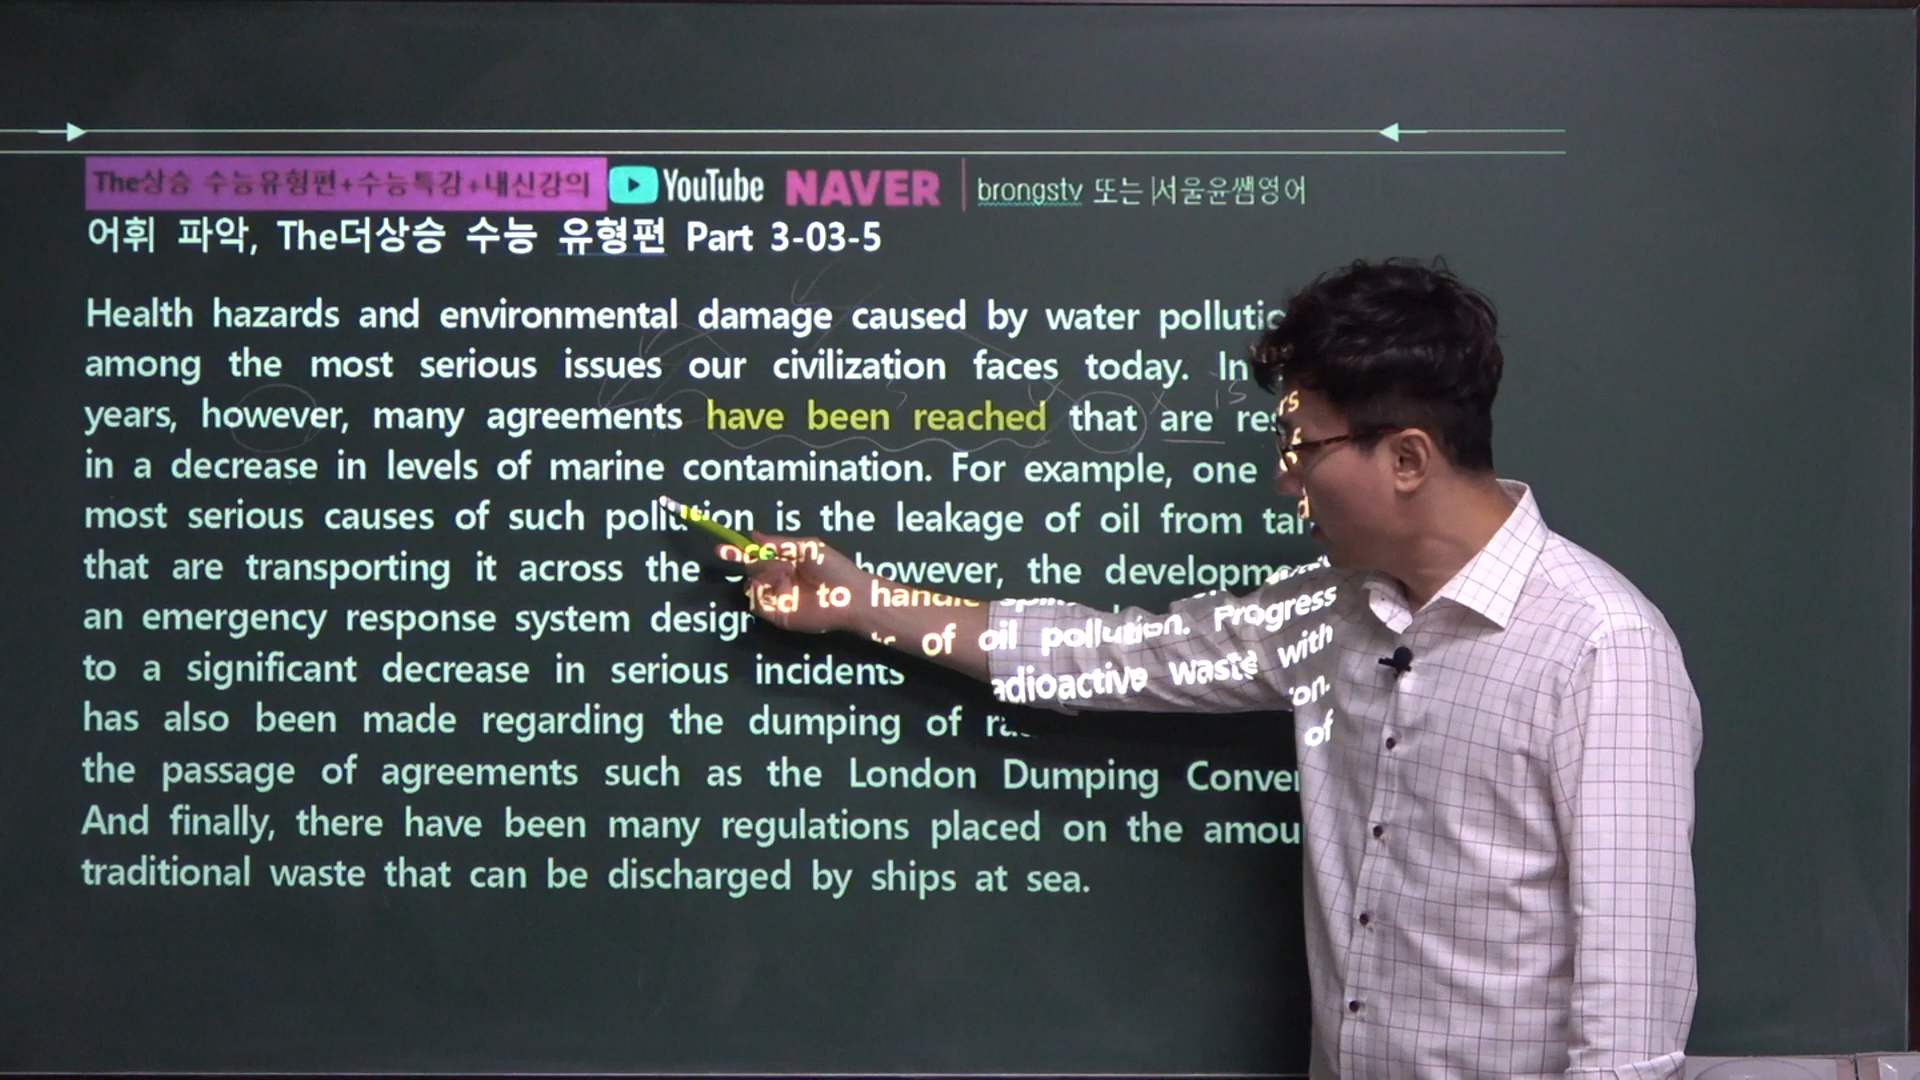 The상승 수능유형편+수능특강+내신강의 YouTube NAVER brongstv 또는 서울윤쌤영어
어휘 파악, The더상승 수능 유형편 Part 3-03-5
Health hazards and environmental damage caused by water
among the most serious issues our civilization faces today. In
years, however, many agreements have been reached that are
in a decrease in levels of marine contamination. For example, one
most serious causes of such pollution is the leakage of oil from
that are transporting it across the ocean; however, the
an emergency response system to handle
to a significant decrease in serious incidents of oil pollution. Progress
has also been made regarding the dumping of radioactive waste with
the passage of agreements such as the London Dumping
And finally, there have been many regulations placed on the of
traditional waste that can be discharged by ships at sea.